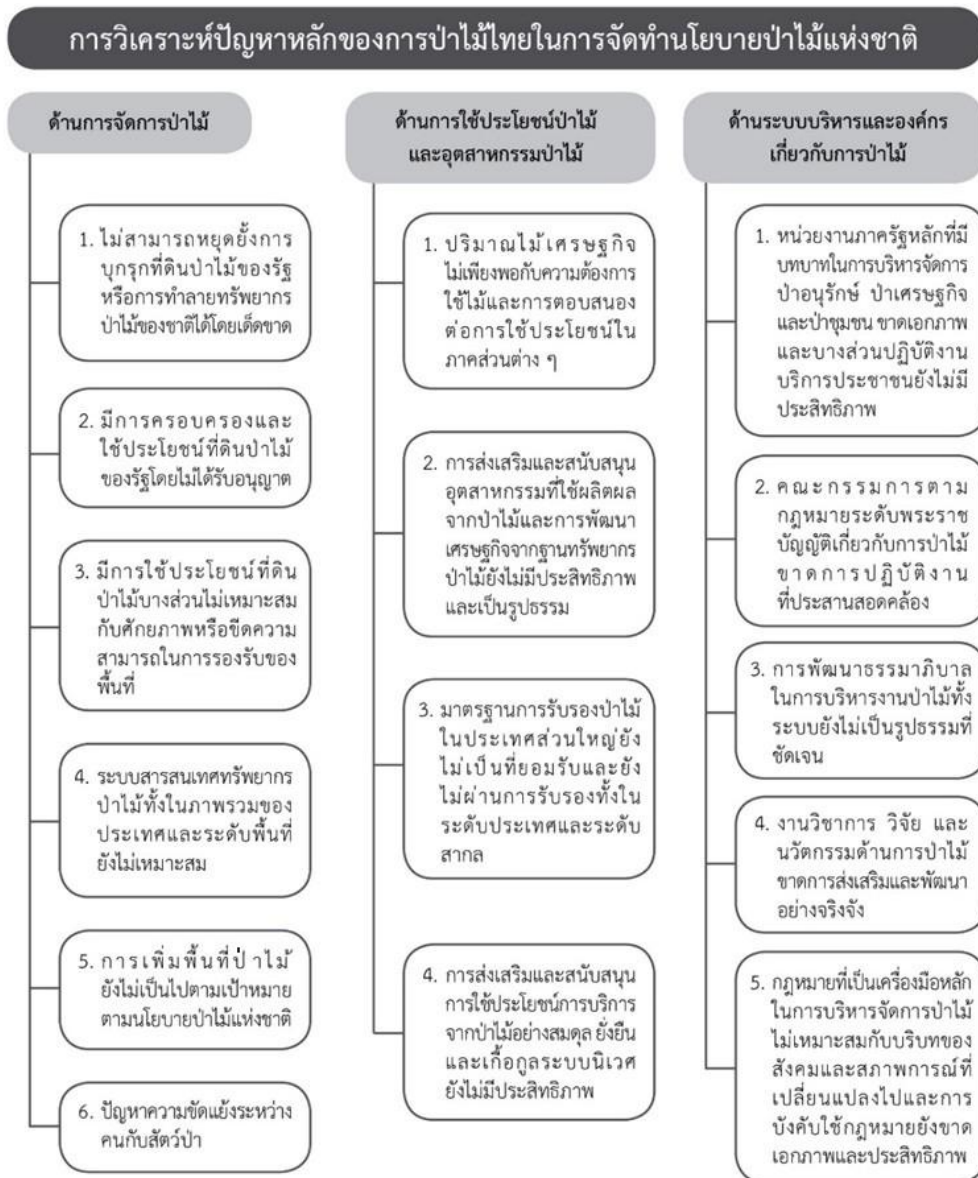 การวิเคราะห์ปัญหาหลักของการป่าไม้ไทยในการจัดทำนโยบายป่าไม้แห่งชาติ
ด้านการจัดการป่าไม้
1. ไม่สามารถหยุดยั้งการ
บุกรุกที่ดินป่าไม้ของรัฐ
หรือการทำลายทรัพยากร
ป่าไม้ของชาติได้โดยเด็ดขาด
2. มีการครอบครองและ
ใช้ประโยชน์ที่ดินป่าไม้
ของรัฐโดยไม่ได้รับอนุญาต
3. มีการใช้ประโยชน์ที่ดิน
ป่าไม้บางส่วนไม่เหมาะสม
กับศักยภาพหรือขีดความ
สามารถในการรองรับของ
พื้นที่
4. ระบบสารสนเทศทรัพยากร
ป่าไม้ทั้งในภาพรวมของ
ประเทศและระดับพื้นที่
ยังไม่เหมาะสม
5. การเพิ่มพื้นที่ป่าไม้
ยังไม่เป็นไปตามเป้าหมาย
ตามนโยบายป่าไม้แห่งชาติ
6. ปัญหาความขัดแย้งระหว่าง
คนกับสัตว์ป่า
ด้านการใช้ประโยชน์ป่าไม้
และอุตสาหกรรมป่าไม้
1. ปริมาณไม้เศรษฐกิจ
ไม่เพียงพอกับความต้องการ
ใช้ไม้และการตอบสนอง
ต่อการใช้ประโยชน์ใน
ภาคส่วนต่าง ๆ
2. การส่งเสริมและสนับสนุน
อุตสาหกรรมที่ใช้ผลิตผล
จากป่าไม้และการพัฒนา
เศรษฐกิจจากฐานทรัพยากร
ป่าไม้ยังไม่มีประสิทธิภาพ
และเป็นรูปธรรม
3. มาตรฐานการรับรองป่าไม้
ในประเทศส่วนใหญ่ยัง
ไม่เป็นที่ยอมรับและยัง
ไม่ผ่านการรับรองทั้งใน
ระดับประเทศและระดับ
สากล
4. การส่งเสริมและสนับสนุน
การใช้ประโยชน์การบริการ
จากป่าไม้อย่างสมดุล ยั่งยืน
และเกื้อกูลระบบนิเวศ
ยังไม่มีประสิทธิภาพ
ด้านระบบบริหารและองค์กร
เกี่ยวกับการป่าไม้
1. หน่วยงานภาครัฐหลักที่มี
บทบาทในการบริหารจัดการ
ป่าอนุรักษ์ ป่าเศรษฐกิจ
และป่าชุมชน ขาดเอกภาพ
และบางส่วนปฏิบัติงาน
บริการประชาชนยังไม่มี
ประสิทธิภาพ
2. คณะกรรมการตาม
กฎหมายระดับพระราช
บัญญัติเกี่ยวกับการป่าไม้
ขาดการปฏิบัติงาน
ที่ประสานสอดคล้อง
3. การพัฒนาธรรมาภิบาล
ในการบริหารงานป่าไม้ทั้ง
ระบบยังไม่เป็นรูปธรรมที่
ชัดเจน
4. งานวิชาการ วิจัย และ
นวัตกรรมด้านการป่าไม้
ขาดการส่งเสริมและพัฒนา
อย่างจริงจัง
5. กฎหมายที่เป็นเครื่องมือหลัก
ในการบริหารจัดการป่าไม้
ไม่เหมาะสมกับบริบทของ
สังคมและสภาพการณ์ที่
เปลี่ยนแปลงไปและการ
บังคับใช้กฎหมายยังขาด
เอกภาพและประสิทธิภาพ